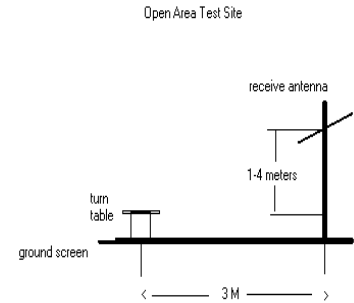 Open Area Test Site
receive antenna
1-4 meters
turn
table
ground screen
3 M